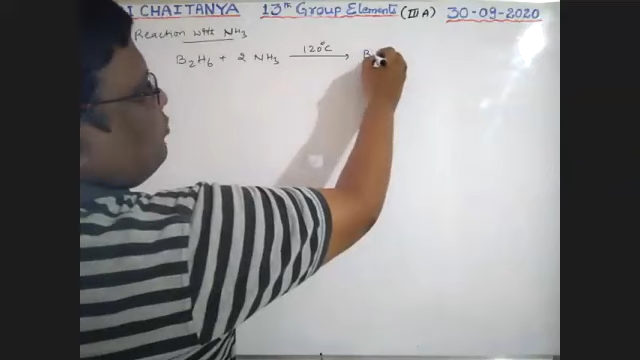 I CHAITANYA 13th Group Elements (III A) 30-09-2020
Reaction with NH3
B2H6 + 2 NH3 120°C → B